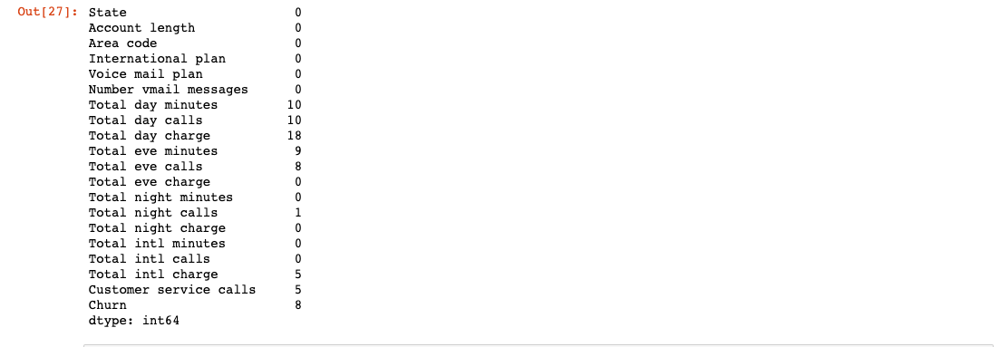 Out[27]: State 0
Account length 0
Area code 0
International plan 0
Voice mail plan 0
Number vmail messages 0
Total day minutes 10
Total day calls 10
Total day charge 18
Total eve minutes 9
Total eve calls 8
Total eve charge 0
Total night minutes 0
Total night calls 1
Total night charge 0
Total intl minutes 0
Total intl calls 0
Total intl charge 5
Customer service calls 5
Churn 8
dtype: int64